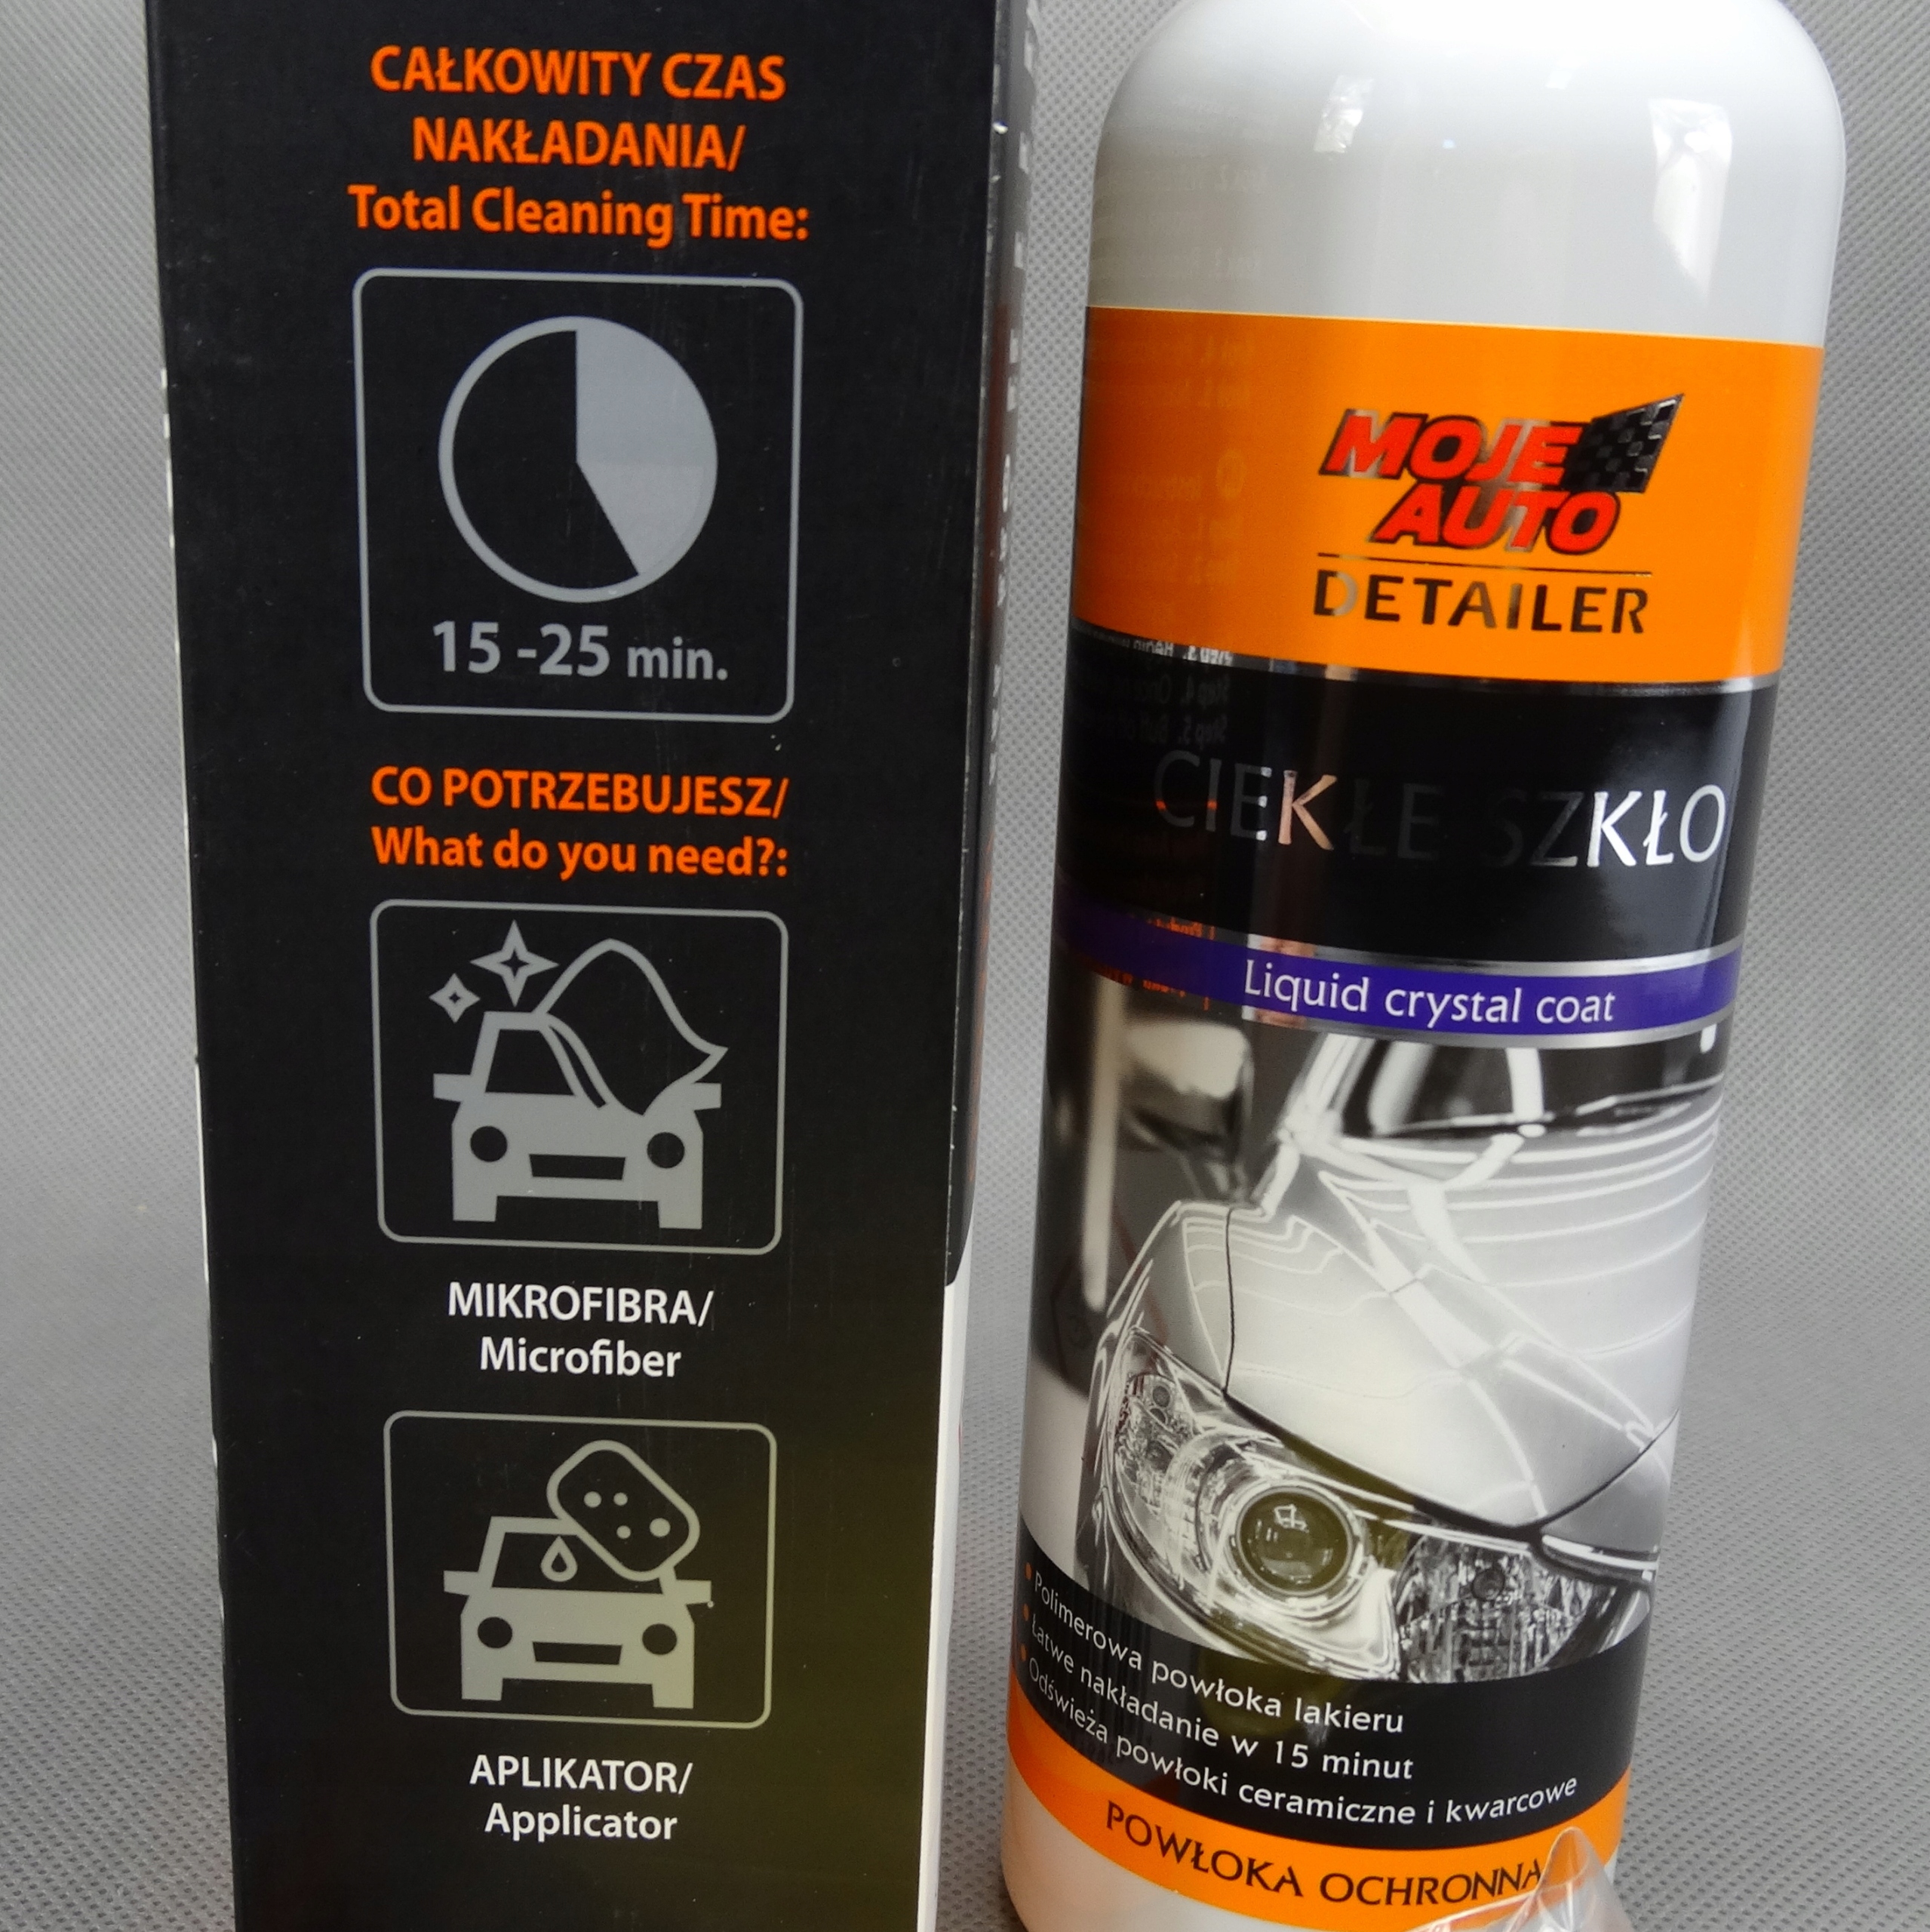 CAŁKOWITY CZAS
NAKŁADANIA/
Total Cleaning Time:
15 -25 min.
CO POTRZEBUJESZ/
What do you need?:
MIKROFIBRA/
Microfiber
APLIKATOR/
Applicator
MOJE
AUTO
DETAILER
CIEKŁE SZKŁO
Liquid crystal coat
• Polimerowa powłoka lakieru
• Łatwe nakładanie w 15 minut
• Odświeża powłoki ceramiczne i kwarcowe
POWŁOKA OCHRONNA